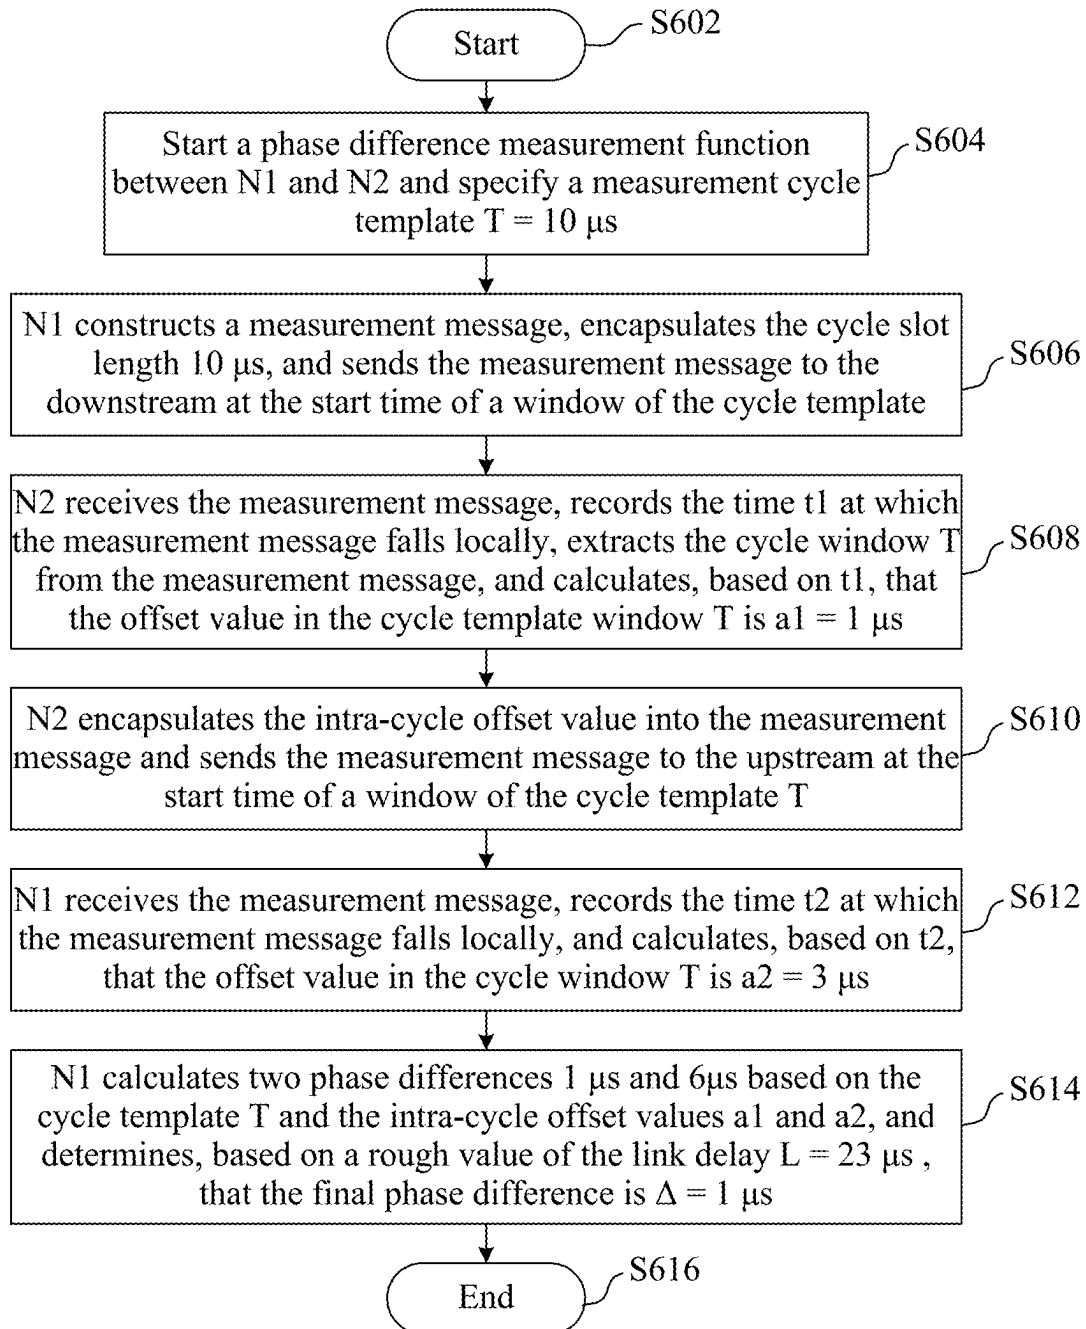 Start
S602
Start a phase difference measurement function
between N1 and N2 and specify a measurement cycle
template T = 10 μs
S604
N1 constructs a measurement message, encapsulates the cycle slot
length 10 μs, and sends the measurement message to the
downstream at the start time of a window of the cycle template
S606
N2 receives the measurement message, records the time t1 at which
the measurement message falls locally, extracts the cycle window T
from the measurement message, and calculates, based on t1, that
the offset value in the cycle template window T is a1 = 1 μs
S608
N2 encapsulates the intra-cycle offset value into the measurement
message and sends the measurement message to the upstream at the
start time of a window of the cycle template T
S610
N1 receives the measurement message, records the time t2 at which
the measurement message falls locally, and calculates, based on t2,
that the offset value in the cycle window T is a2 = 3 μs
S612
N1 calculates two phase differences 1 μs and 6μs based on the
cycle template T and the intra-cycle offset values a1 and a2, and
determines, based on a rough value of the link delay L = 23 μs ,
that the final phase difference is Δ = 1 μs
S614
End
S616